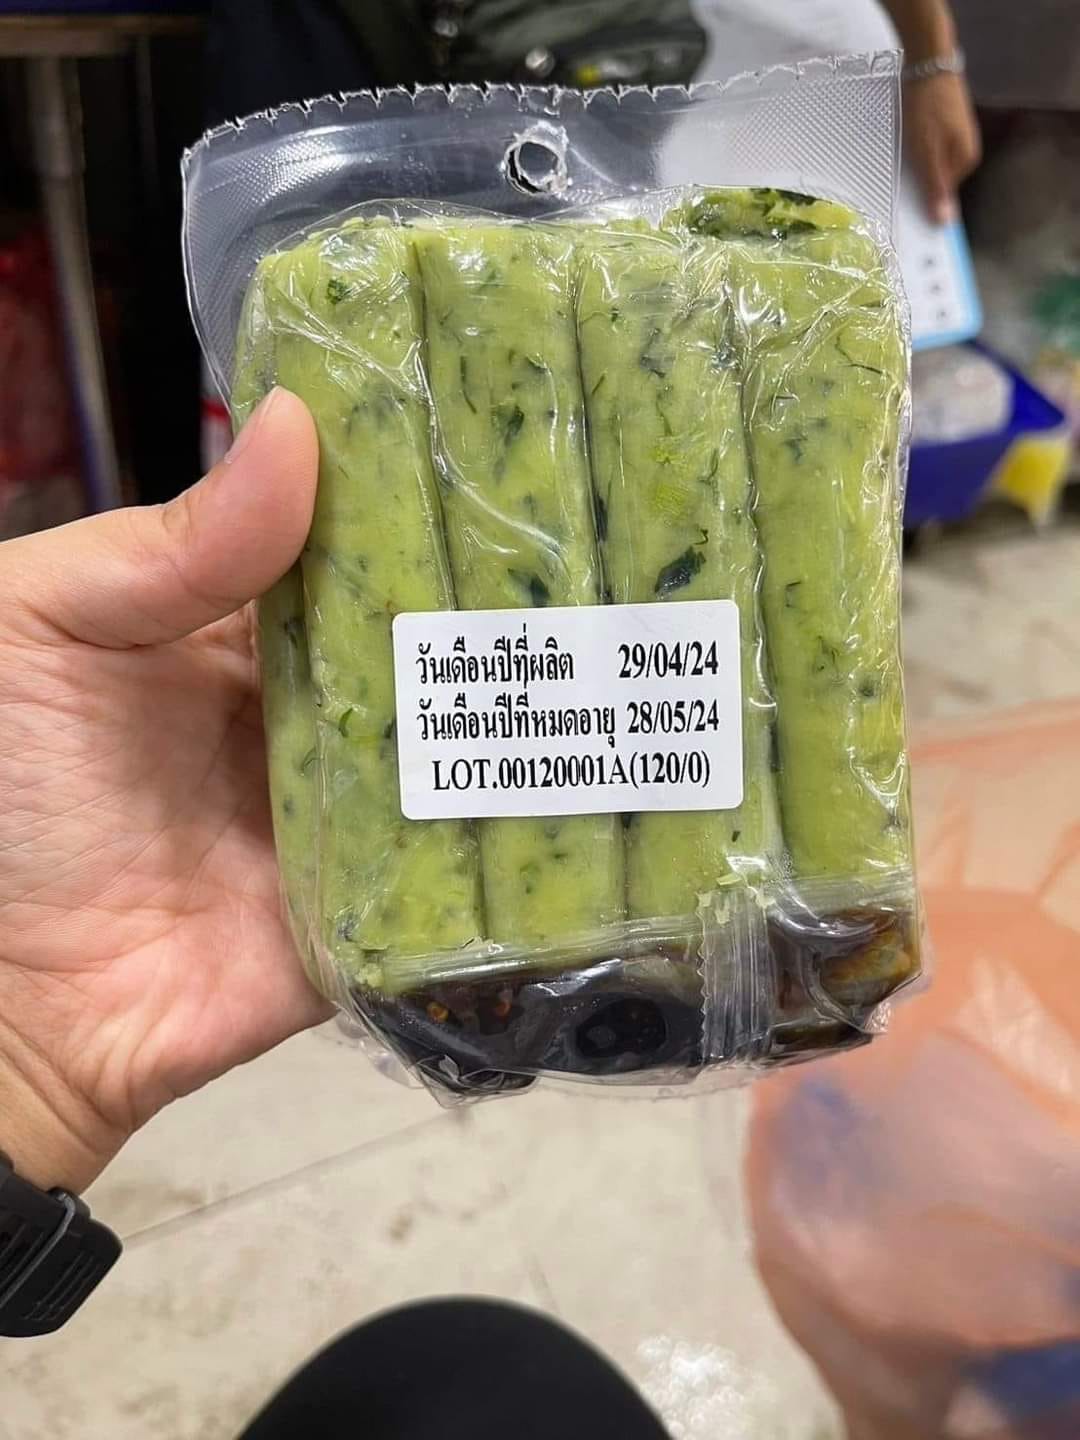 วันเดือนปีที่ผลิต 29/04/24
วันเดือนปีที่หมดอายุ 28/05/24
LOT.00120001A(120/0)